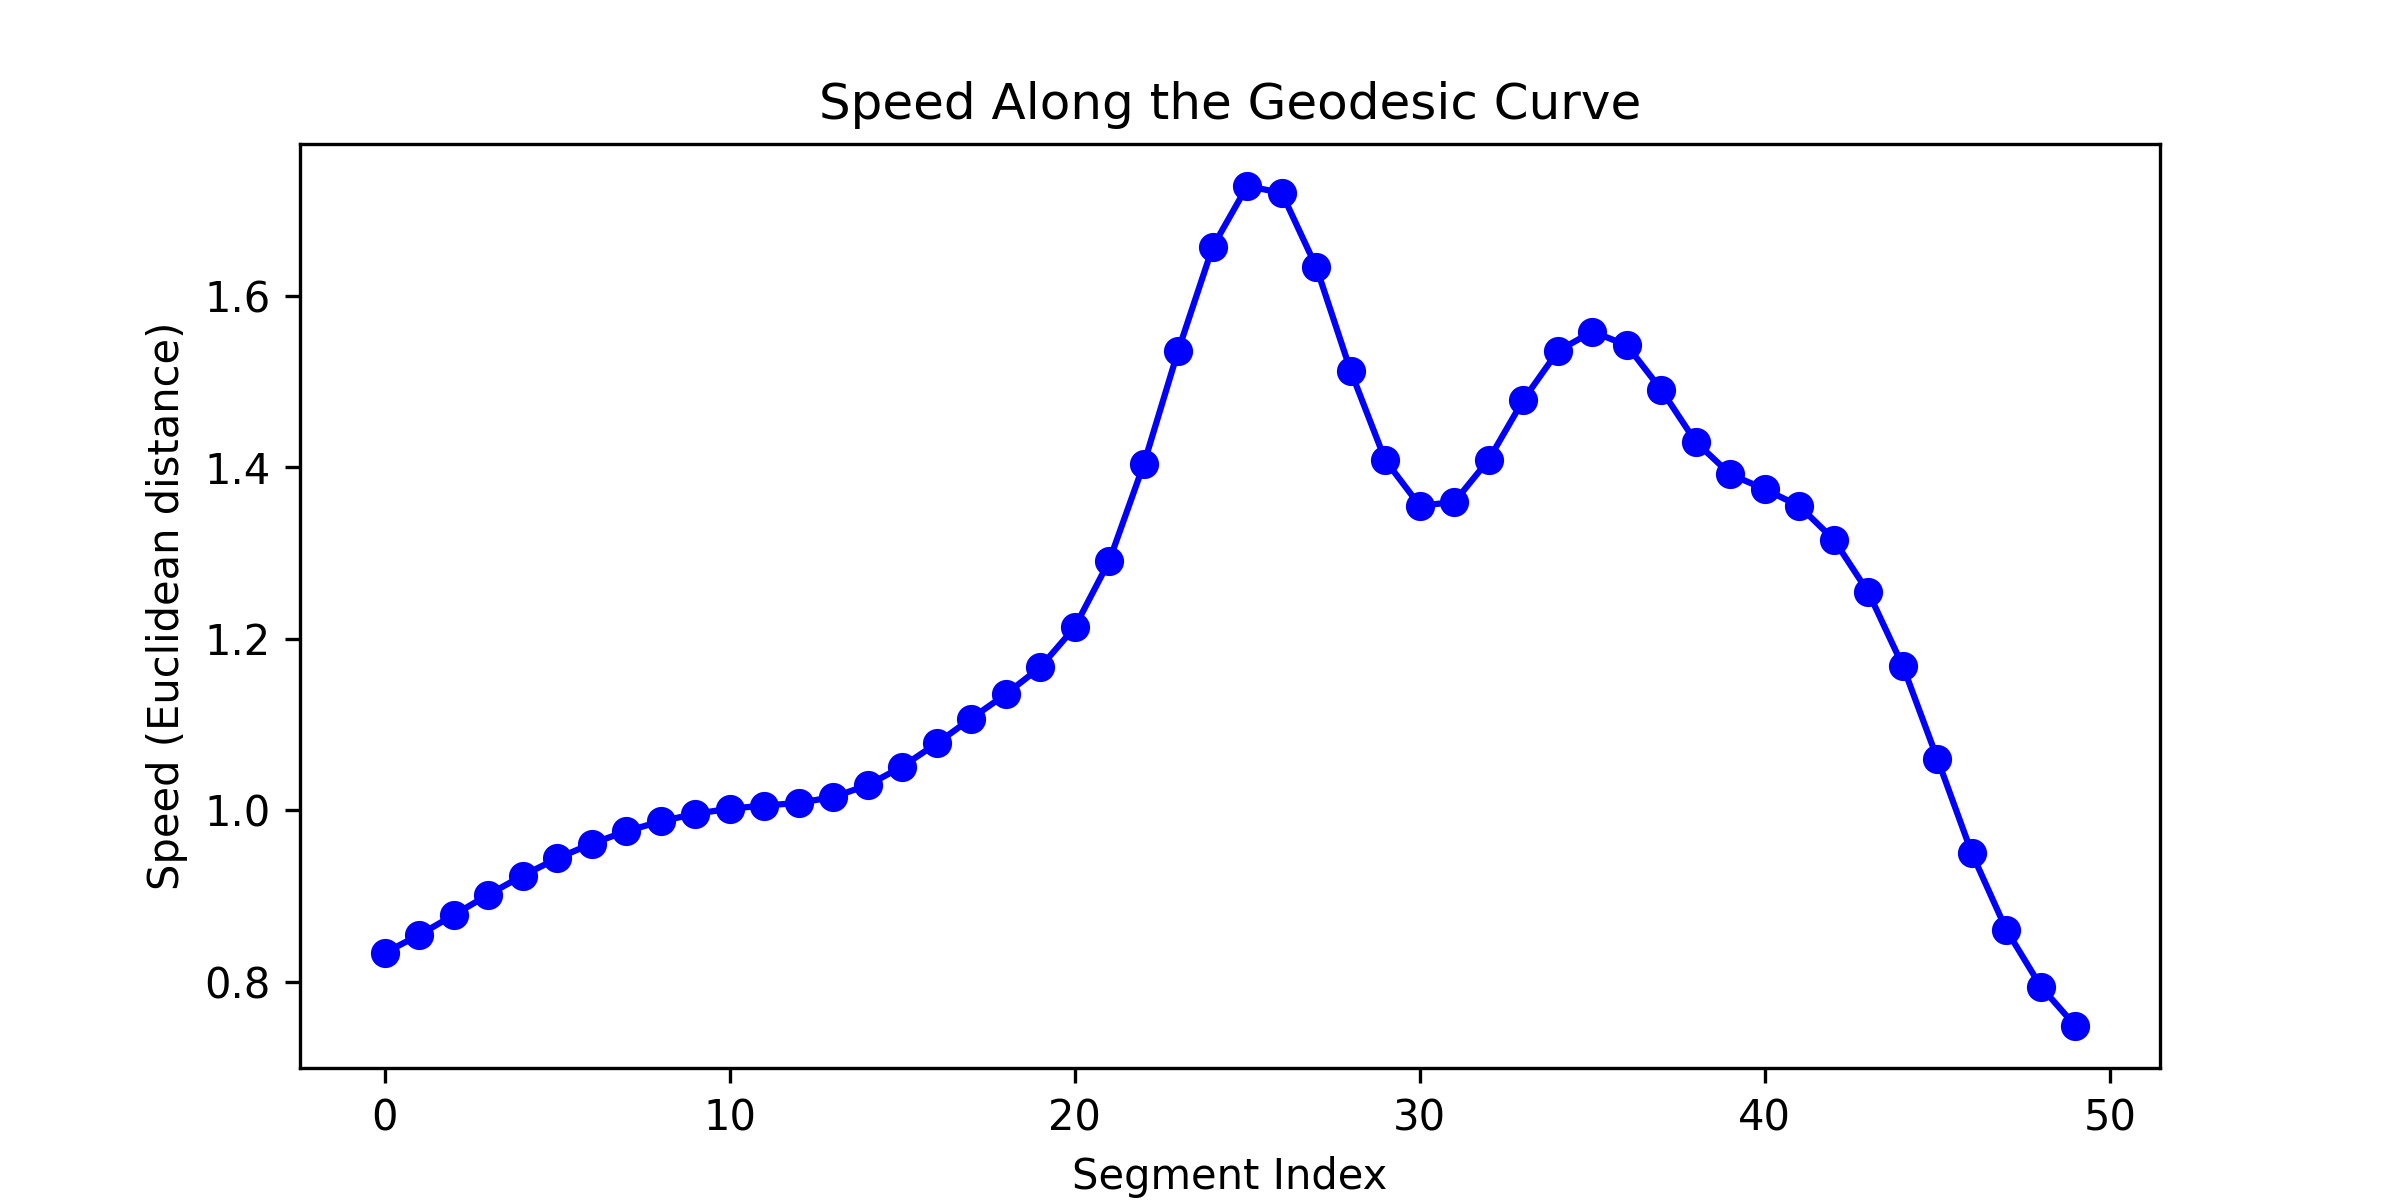 Speed Along the Geodesic Curve
Speed (Euclidean distance)
1.6
1.4
1.2
1.0
0.8
0 10 20 30 40 50
Segment Index